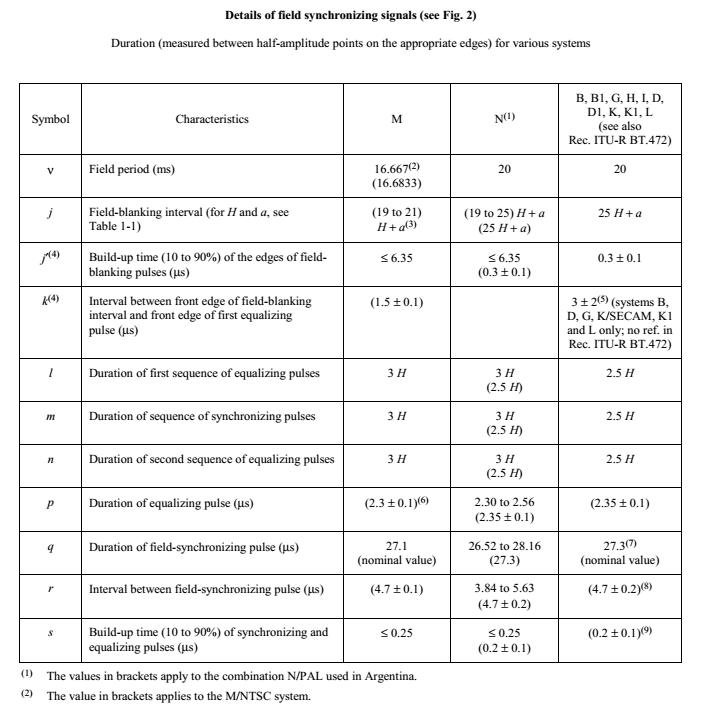 Details of field synchronizing signals (see Fig. 2)
Duration (measured between half-amplitude points on the appropriate edges) for various systems
Symbol
Characteristics
M
N(1)
B, B1, G, H, I, D,
D1, K, K1, L
(see also
Rec. ITU-R BT.472)
v
Field period (ms)
16.667(2)
(16.6833)
20
20
j
Field-blanking interval (for H and a, see
Table 1-1)
(19 to 21)
H + a(3)
(19 to 25) H + a
(25 H + a)
25 H + a
j'(4)
Build-up time (10 to 90%) of the edges of field-
blanking pulses (μs)
≤ 6.35
≤ 6.35
(0.3 ± 0.1)
0.3 ± 0.1
k(4)
Interval between front edge of field-blanking
interval and front edge of first equalizing
pulse (μs)
(1.5 ± 0.1)
3 ± 2(5) (systems B,
D, G, K/SECAM, K1
and L only; no ref. in
Rec. ITU-R BT.472)
l
Duration of first sequence of equalizing pulses
3 H
3 H
(2.5 H)
2.5 H
m
Duration of sequence of synchronizing pulses
3 H
3 H
(2.5 H)
2.5 H
n
Duration of second sequence of equalizing pulses
3 H
3 H
(2.5 H)
2.5 H
p
Duration of equalizing pulse (μs)
(2.3 ± 0.1)(6)
2.30 to 2.56
(2.35 ± 0.1)
(2.35 ± 0.1)
q
Duration of field-synchronizing pulse (μs)
27.1
(nominal value)
26.52 to 28.16
(27.3)
27.3(7)
(nominal value)
r
Interval between field-synchronizing pulse (μs)
(4.7 ± 0.1)
3.84 to 5.63
(4.7 ± 0.2)
(4.7 ± 0.2)(8)
s
Build-up time (10 to 90%) of synchronizing and
equalizing pulses (μs)
≤ 0.25
≤ 0.25
(0.2 ± 0.1)
(0.2 ± 0.1)(9)
(1) The values in brackets apply to the combination N/PAL used in Argentina.
(2) The value in brackets applies to the M/NTSC system.